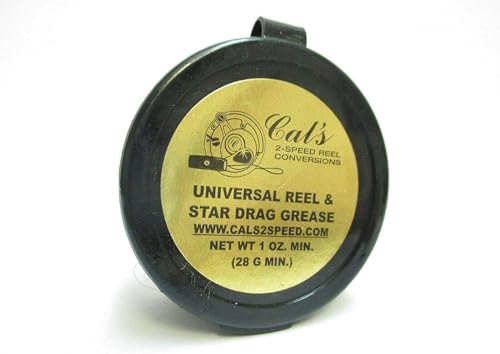 Cal's
2-SPEED REEL
CONVERSIONS
UNIVERSAL REEL &
STAR DRAG GREASE
WWW.CALS2SPEED.COM
NET WT 1 OZ. MIN.
(28 G MIN.)